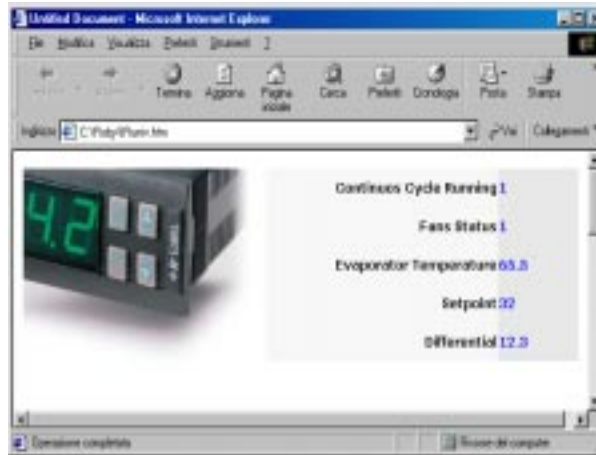 Untitled Document - Microsoft Internet Explorer
File Modifica Visualizza Preferiti Strumenti ?
Termina Aggiorna Pagina iniziale Cerca Preferiti Cronologia Posta Stampa
Indirizzo
Vai Collegamenti
4.2
Continuos Cycle Running 1
Fans Status 1
Evaporator Temperature
Setpoint 32
Differential 12.3
Operazione completata
Risorse del computer